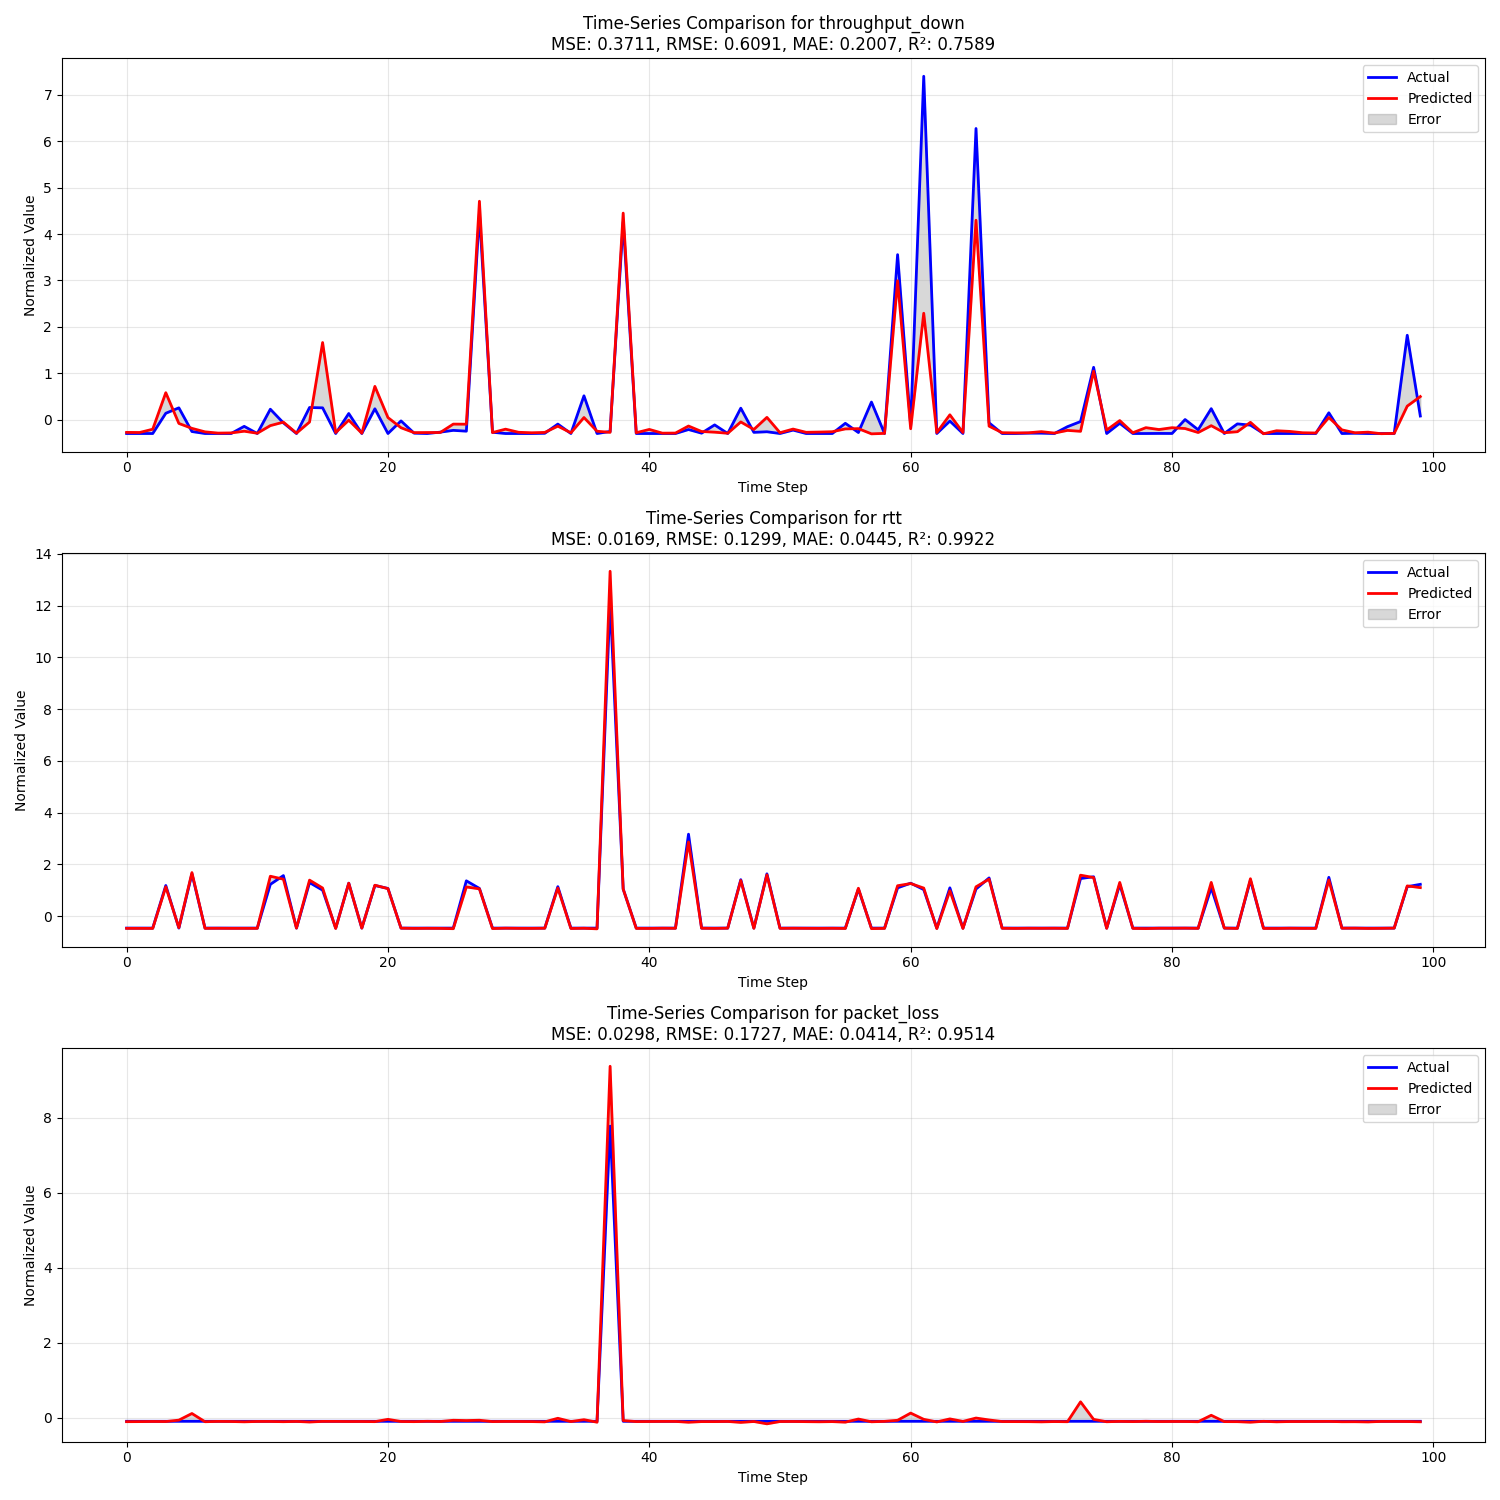 Time-Series Comparison for throughput_down
MSE: 0.3711, RMSE: 0.6091, MAE: 0.2007, R²: 0.7589
Actual
Predicted
Error
Normalized Value
7
6
5
4
3
2
1
0
0 20 40 60 80 100
Time Step
Time-Series Comparison for rtt
MSE: 0.0169, RMSE: 0.1299, MAE: 0.0445, R²: 0.9922
Actual
Predicted
Error
Normalized Value
14
12
10
8
6
4
2
0
0 20 40 60 80 100
Time Step
Time-Series Comparison for packet_loss
MSE: 0.0298, RMSE: 0.1727, MAE: 0.0414, R²: 0.9514
Actual
Predicted
Error
Normalized Value
8
6
4
2
0
0 20 40 60 80 100
Time Step